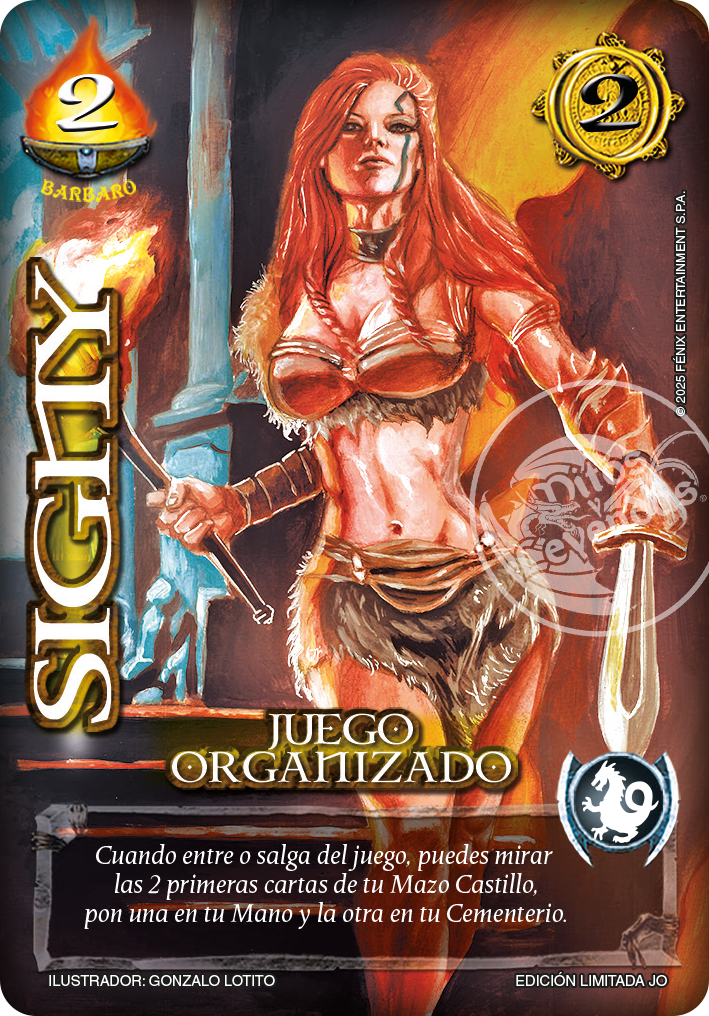 2
2
BARBARO
© 2025 FÉNIX ENTERTAINMENT S.P.A.
SIGNY
Mitos
y
Leyendas®
JUEGO
ORGANIZADO
Cuando entre o salga del juego, puedes mirar
las 2 primeras cartas de tu Mazo Castillo,
pon una en tu Mano y la otra en tu Cementerio.
ILUSTRADOR: GONZALO LOTITO
EDICIÓN LIMITADA JO